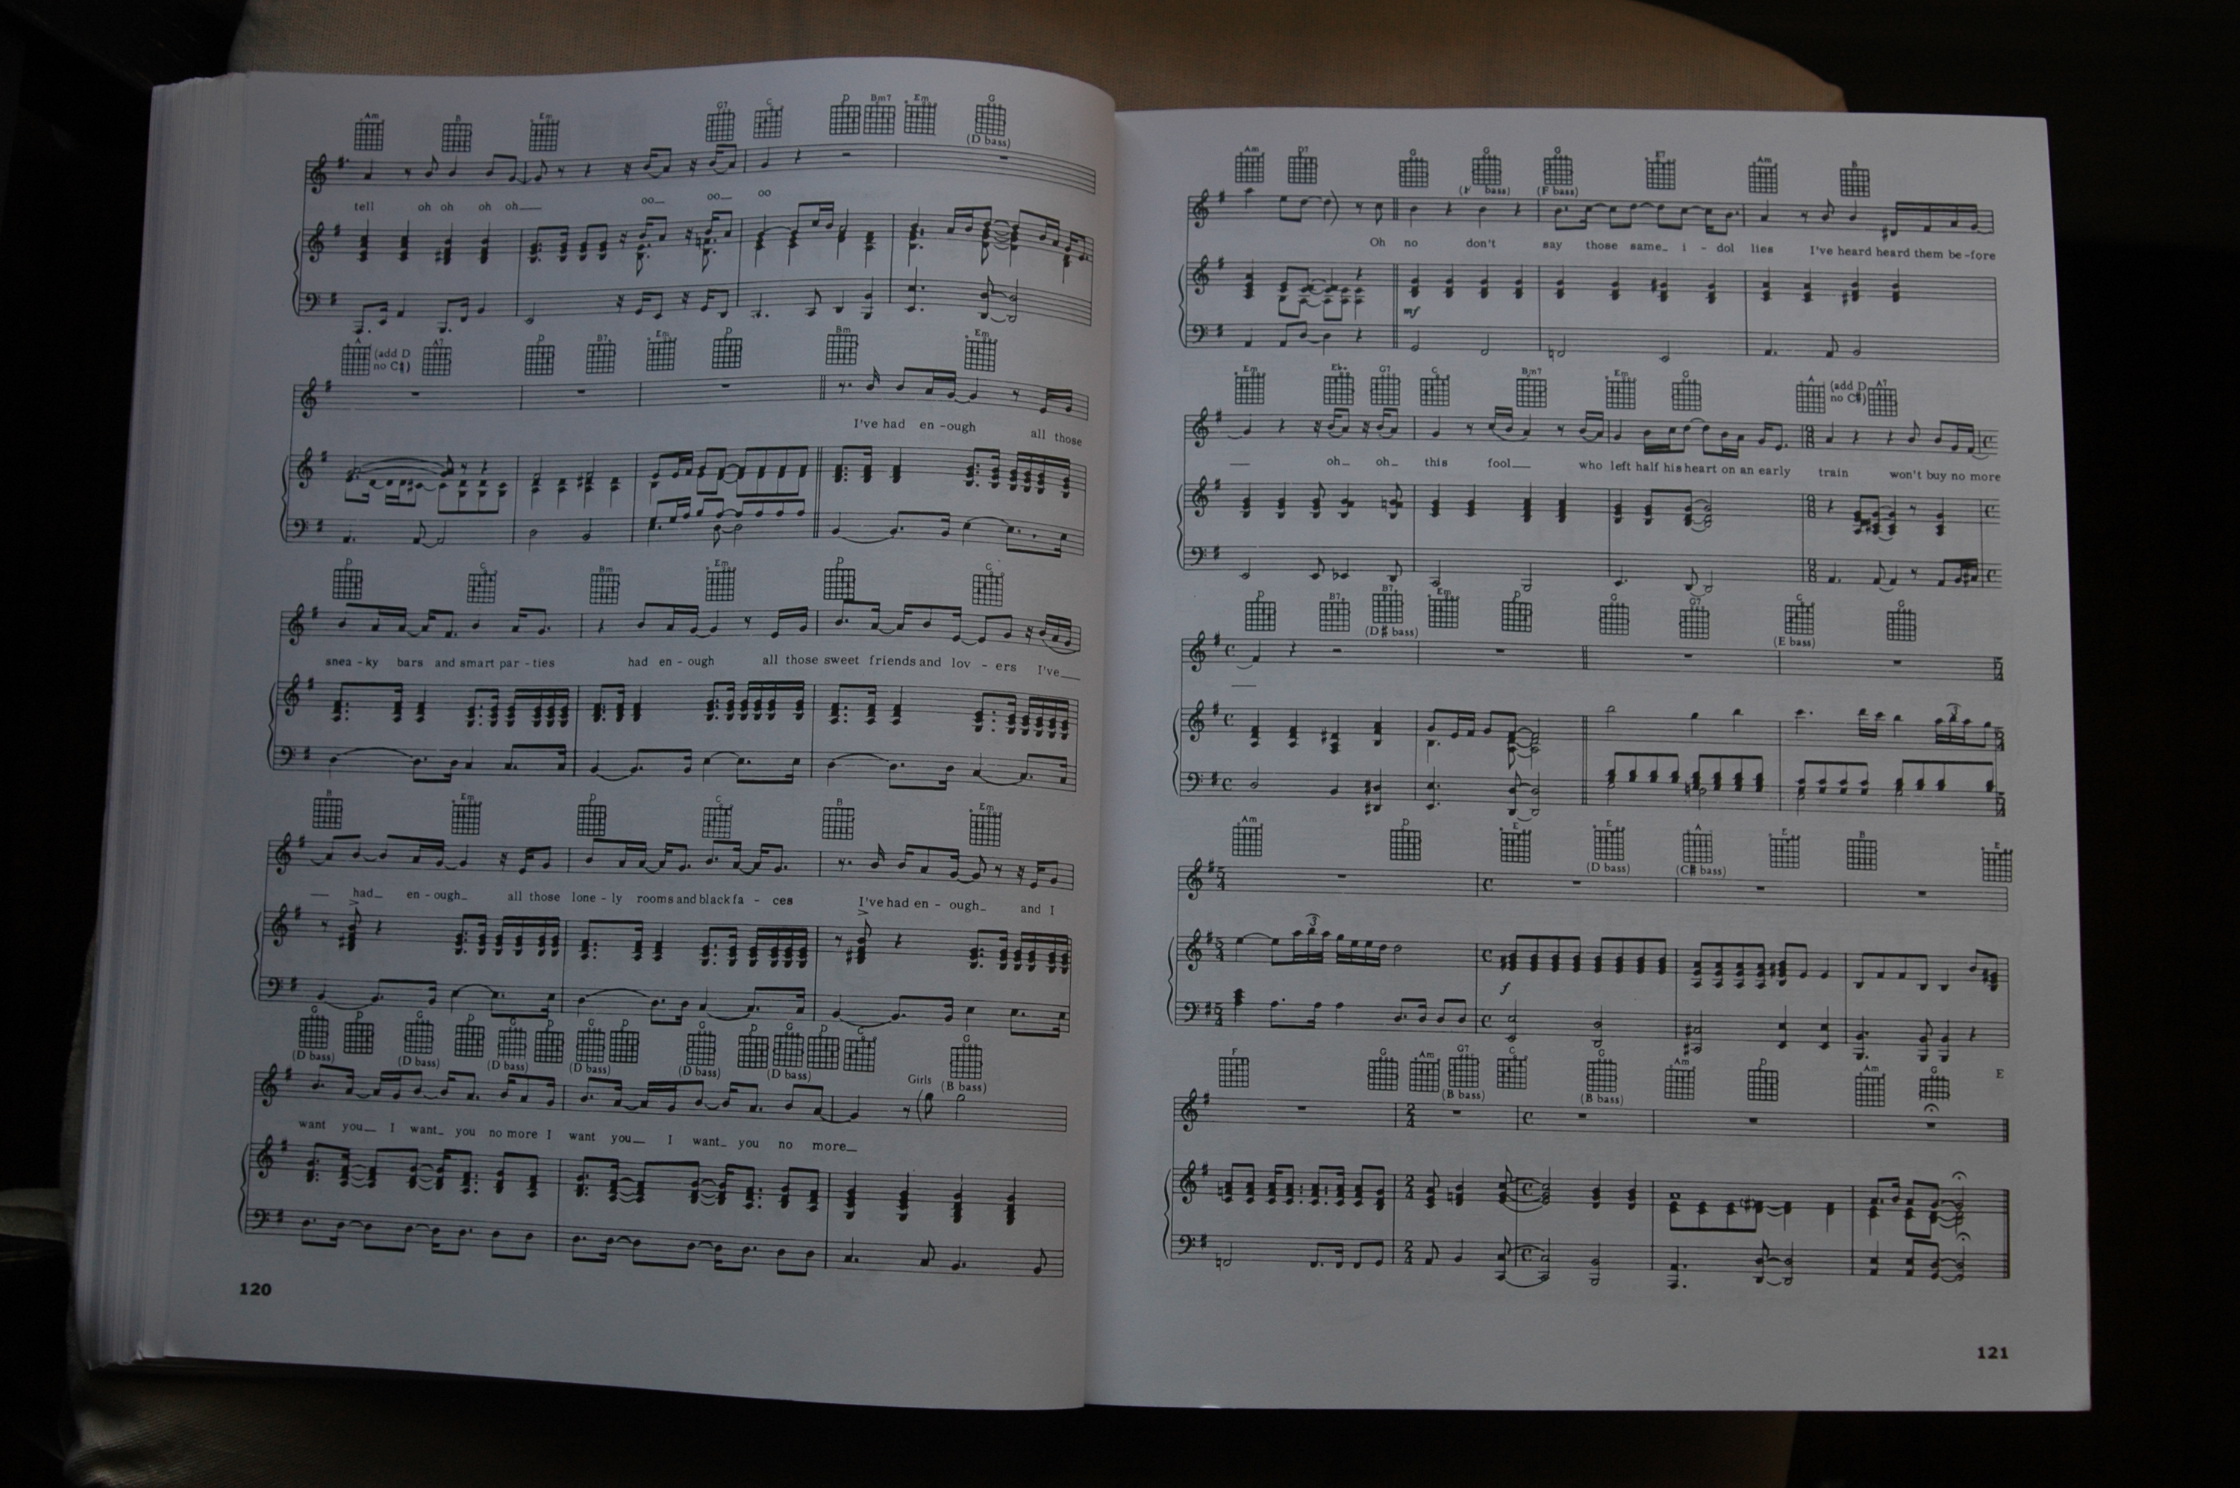 Am B Em G7 C D Bm7 Em G
(D bass)
tell oh oh oh oh oo oo oo
A (add D no C#) A7 D B7 Em D Bm Em
I've had en-ough all those
D C Bm Em D C
snea-ky bars and smart par-ties had en-ough all those sweet friends and lov-ers I've
B Em D C B Em
had en-ough all those lone-ly rooms and black fa-ces I've had en-ough and I
G D G D G D G D G D G D C G
(D bass) (D bass) (D bass) (D bass) (D bass) (D bass) Girls (B bass)
want you I want you no more I want you I want you no more
120
Am D7 G G G E7 Am B
(F bass) (F bass)
Oh no don't say those same i-dol lies I've heard heard them be-fore
mf
Em Eb+ G7 C Bm7 Em G A (add D no C#) A7
oh oh this fool who left half his heart on an early train won't buy no more
D B7 B7 Em D G G7 C G
(D# bass) (E bass)
3
Am D E E A E B E
(D bass) (C# bass)
3
f
F G Am G7 C G Am D Am G E
(B bass) (B bass)
121